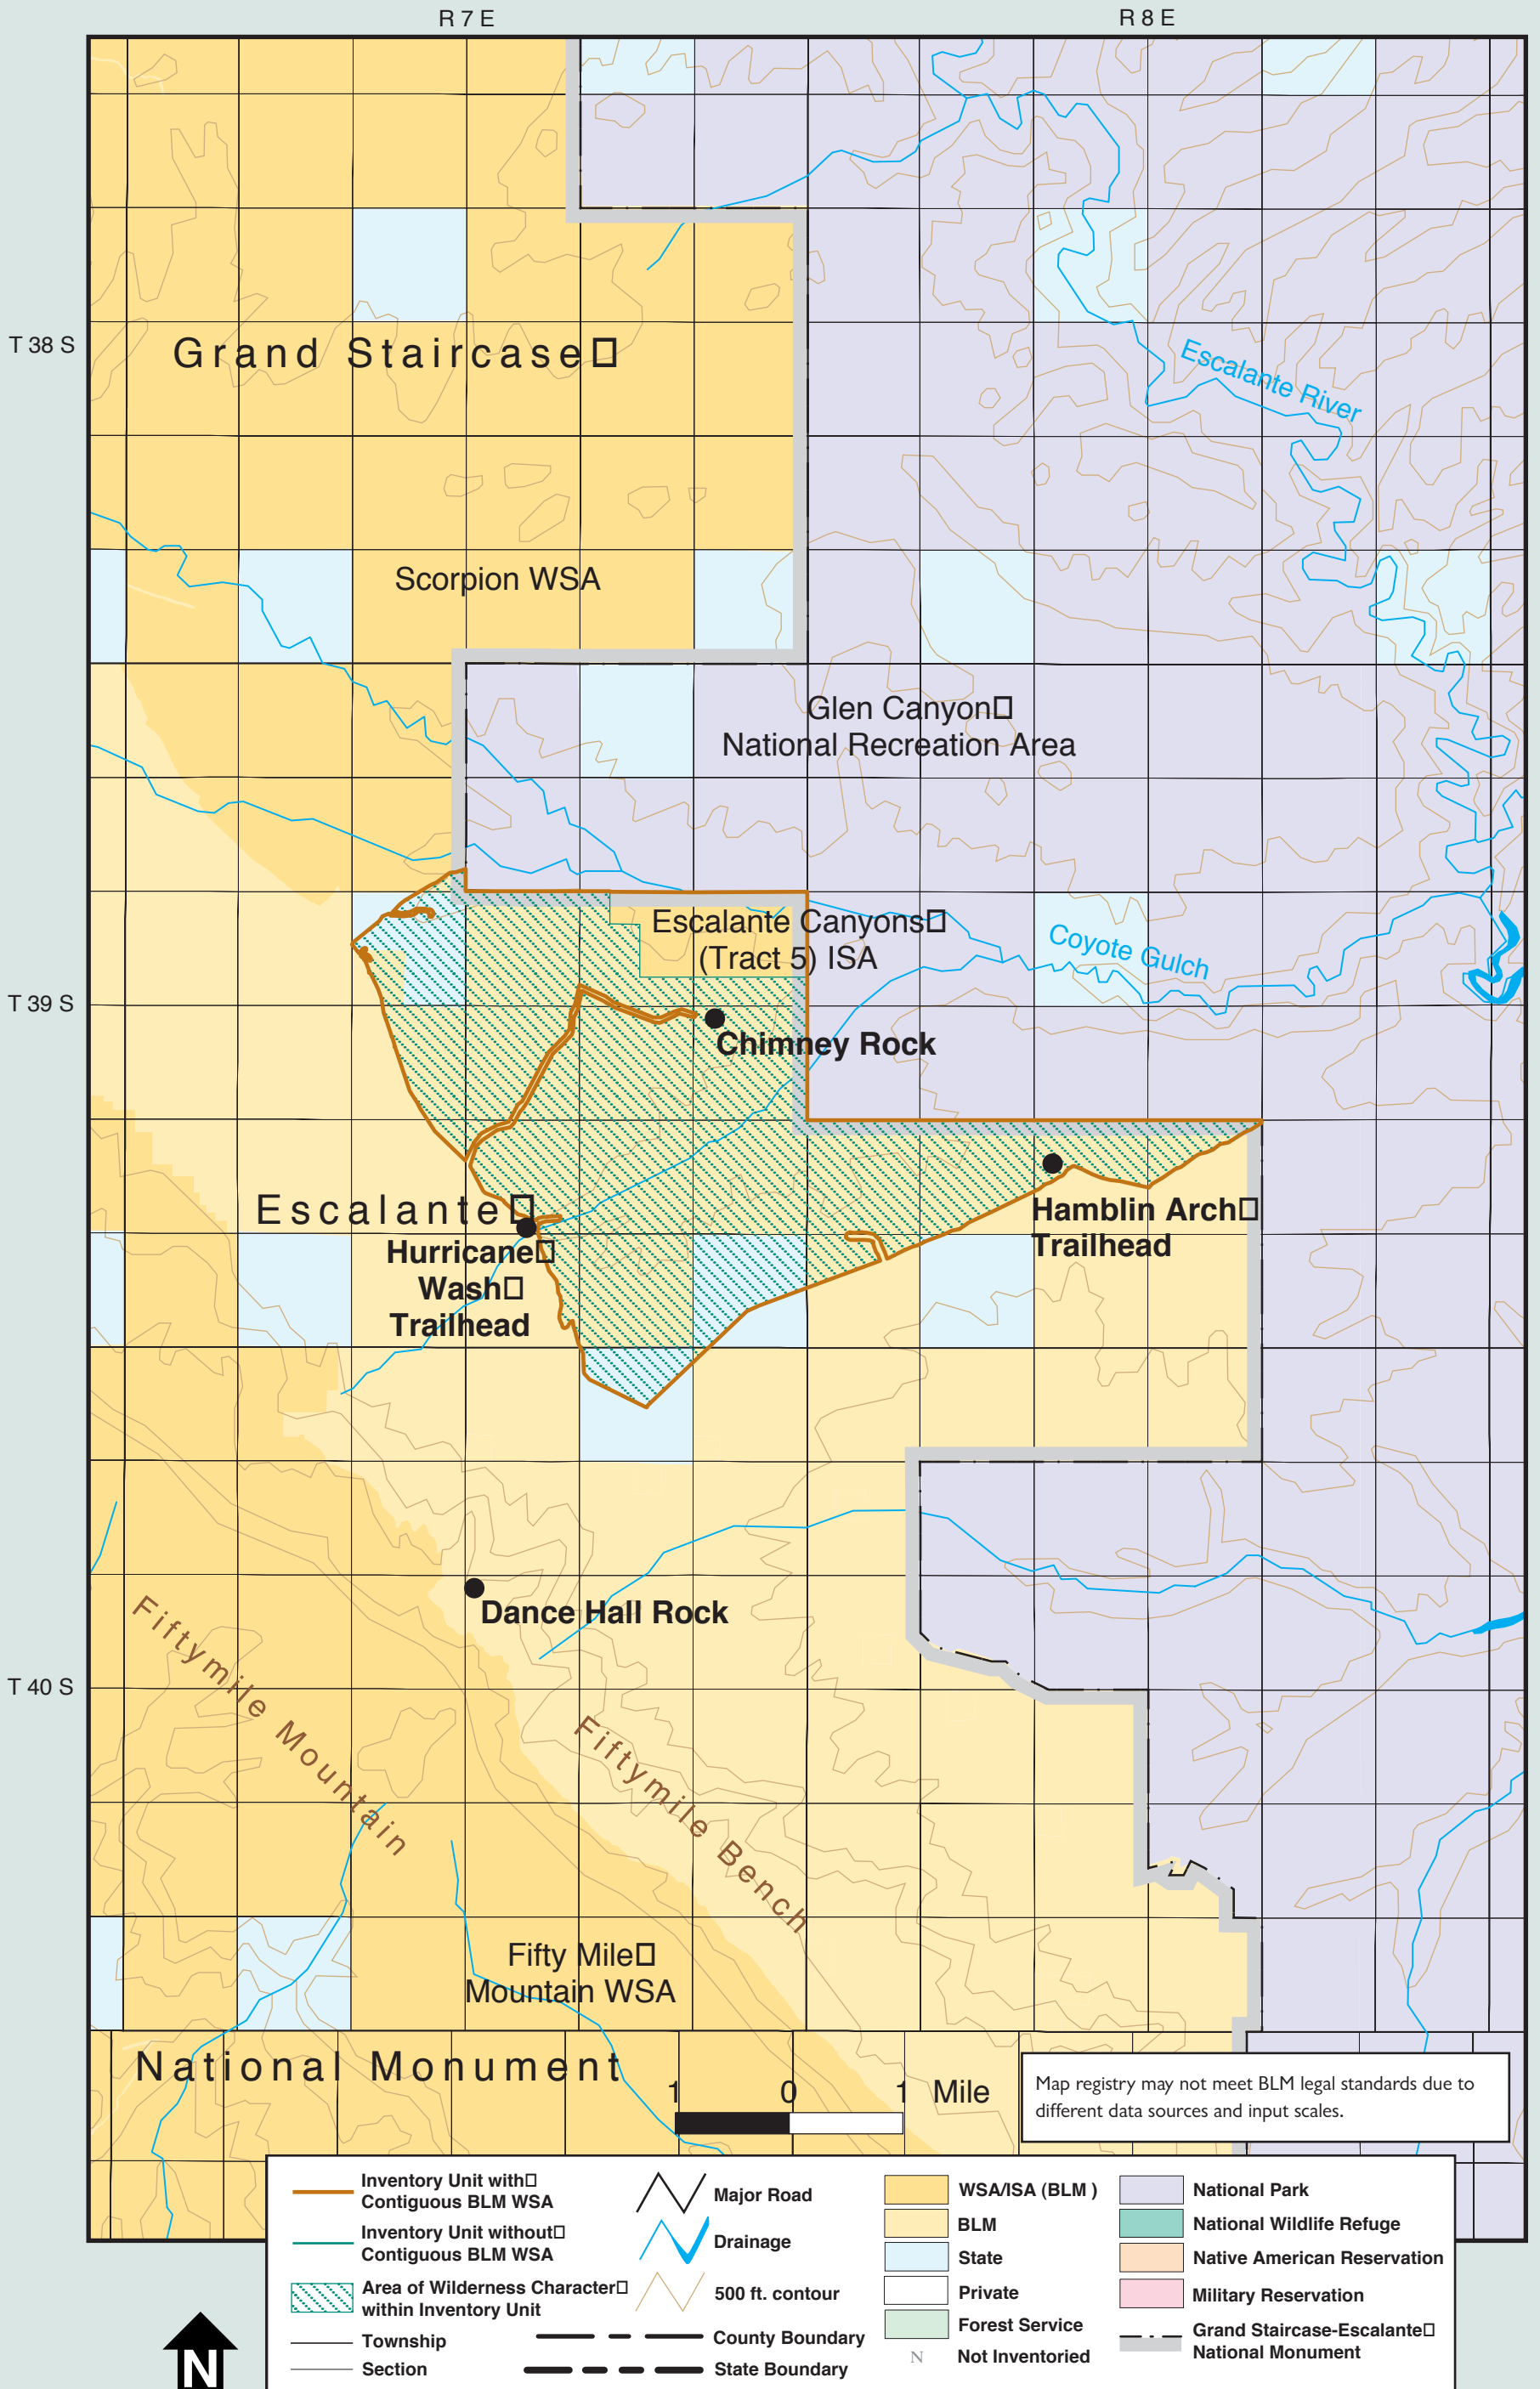 R 7 E
R 8 E
T 38 S
Grand Staircase
Escalante River
Scorpion WSA
Glen Canyon
National Recreation Area
Escalante Canyons
(Tract 5) ISA
Coyote Gulch
T 39 S
Chimney Rock
Escalante
Hurricane
Wash
Trailhead
Hamblin Arch
Trailhead
Dance Hall Rock
T 40 S
Fiftymile Mountain
Fiftymile Bench
Fifty Mile
Mountain WSA
National Monument
1 0 1 Mile
Map registry may not meet BLM legal standards due to
different data sources and input scales.
Inventory Unit with
Contiguous BLM WSA
Inventory Unit without
Contiguous BLM WSA
Area of Wilderness Character
within Inventory Unit
Township
Section
Major Road
Drainage
500 ft. contour
County Boundary
State Boundary
WSA/ISA (BLM )
BLM
State
Private
Forest Service
N Not Inventoried
National Park
National Wildlife Refuge
Native American Reservation
Military Reservation
Grand Staircase-Escalante
National Monument
N